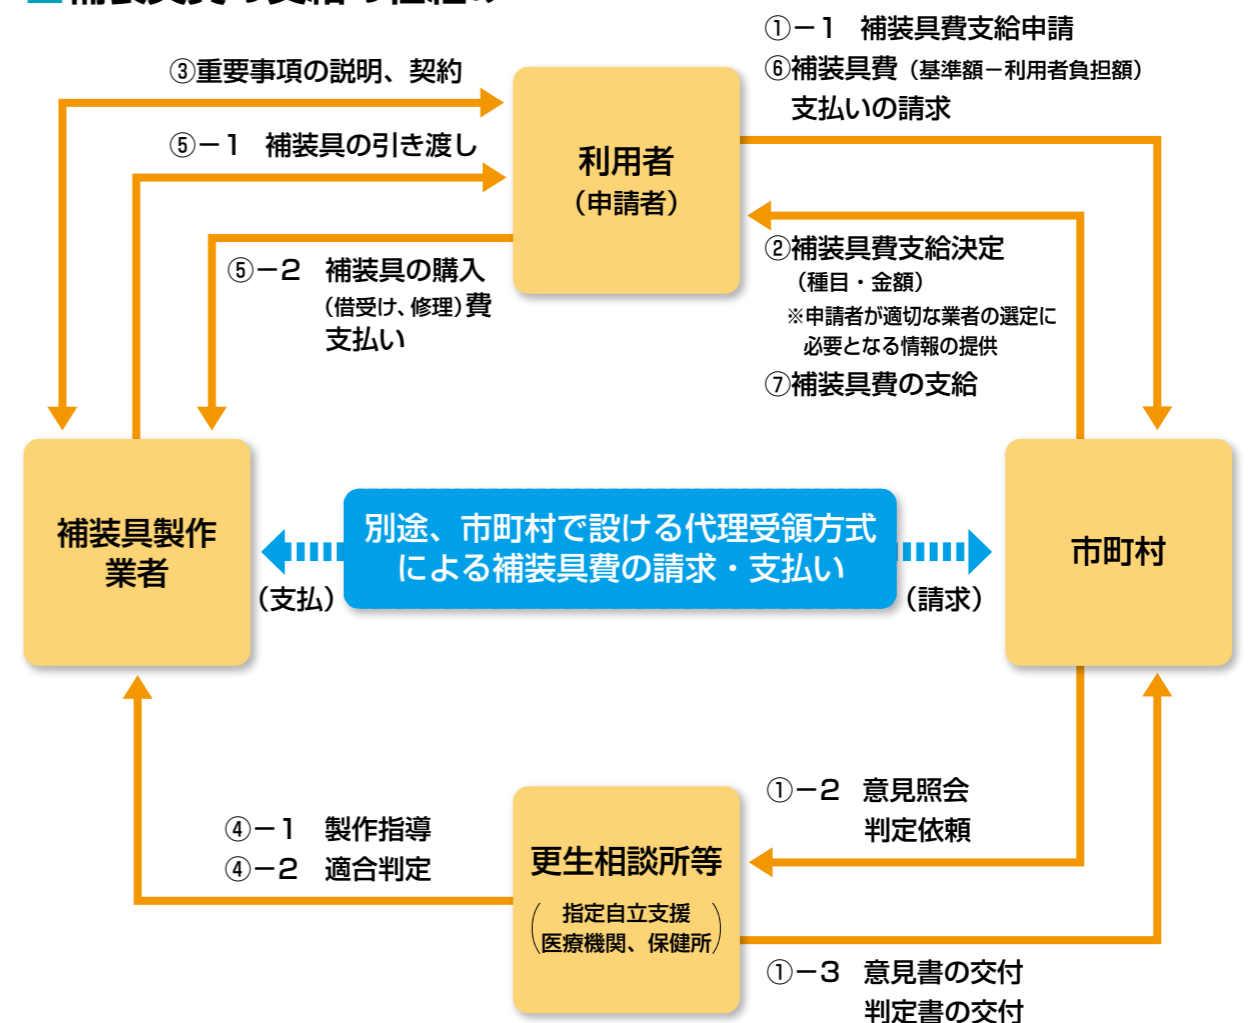 ①－1　補装具費支給申請
⑥補装具費（基準額－利用者負担額）
支払いの請求
③重要事項の説明、契約
⑤－1　補装具の引き渡し
利用者
（申請者）
⑤－2　補装具の購入
（借受け、修理）費
支払い
②補装具費支給決定
（種目・金額）
※申請者が適切な業者の選定に
必要となる情報の提供
⑦補装具費の支給
補装具製作
業者
別途、市町村で設ける代理受領方式
による補装具費の請求・支払い
（支払）
（請求）
市町村
①－2　意見照会
判定依頼
④－1　製作指導
④－2　適合判定
更生相談所等
（指定自立支援
医療機関、保健所）
①－3　意見書の交付
判定書の交付